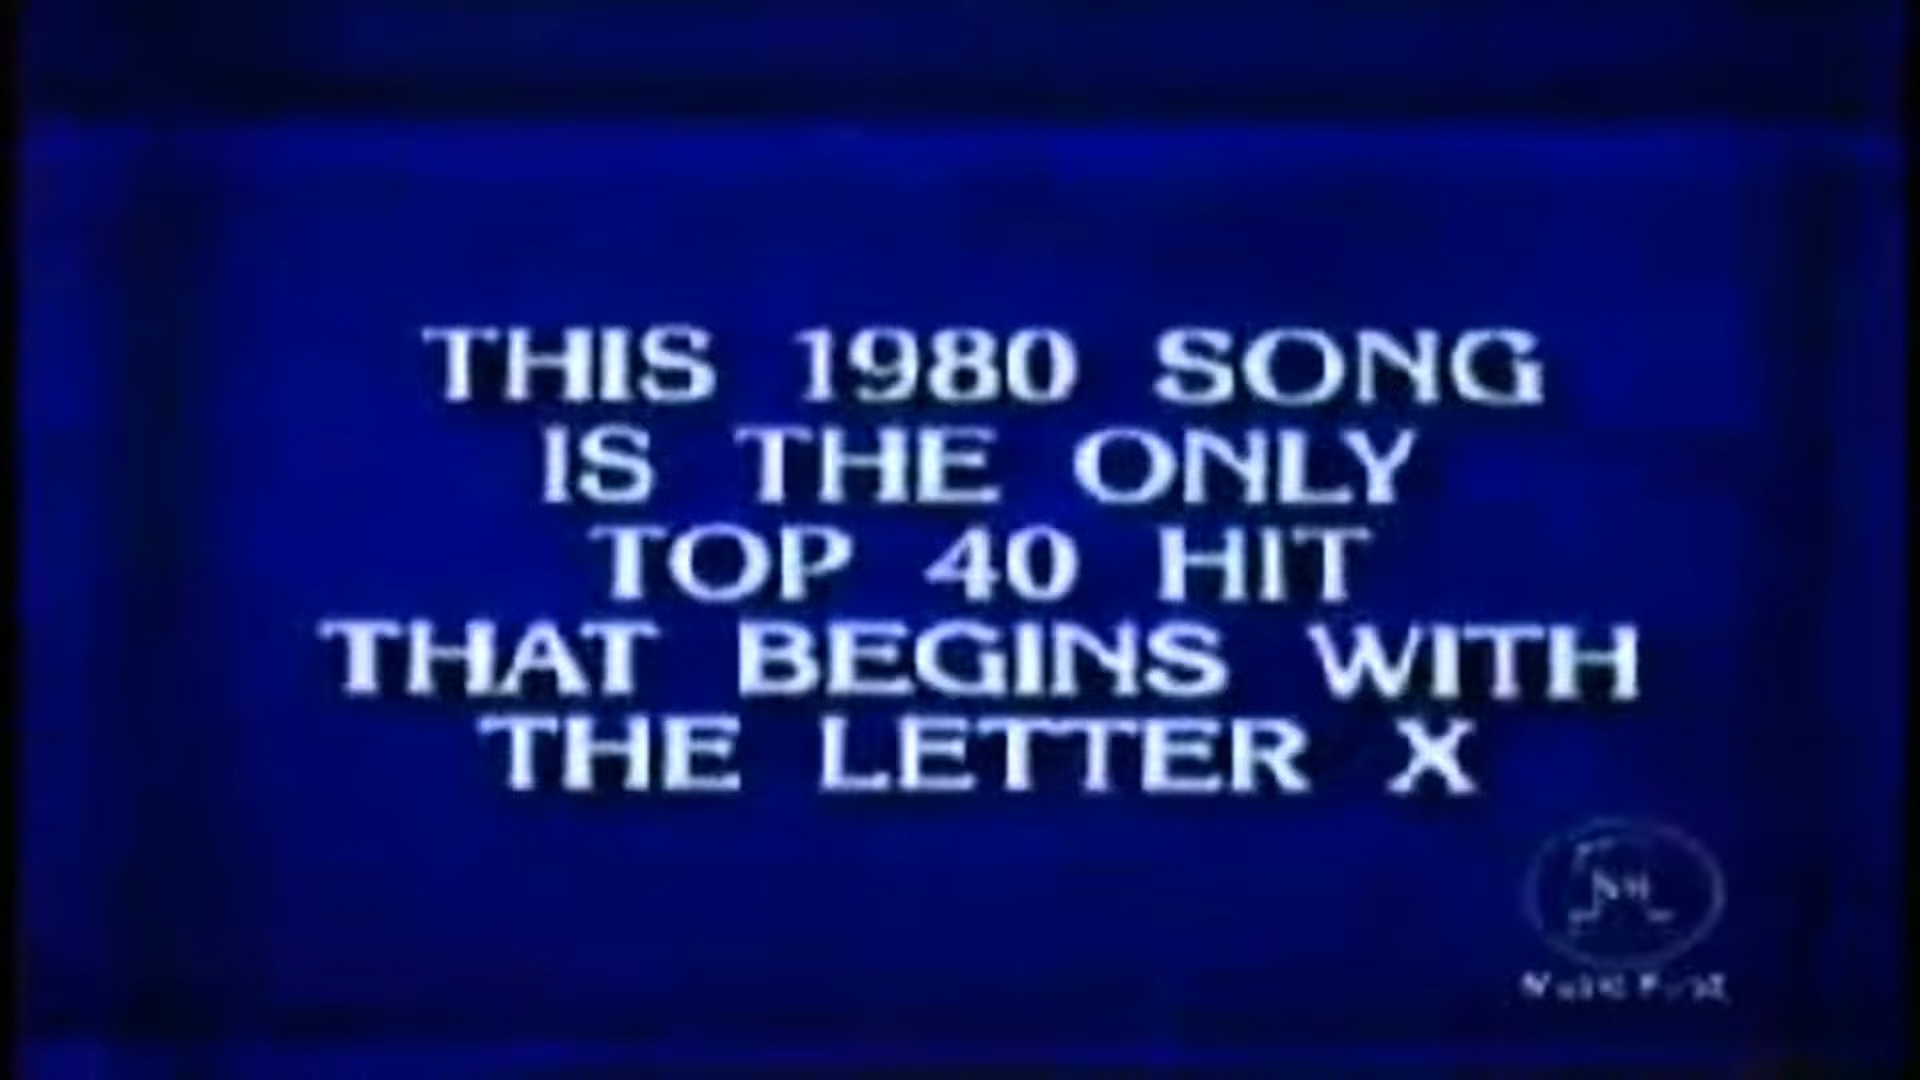 THIS 1980 SONG
IS THE ONLY
TOP 40 HIT
THAT BEGINS WITH
THE LETTER X